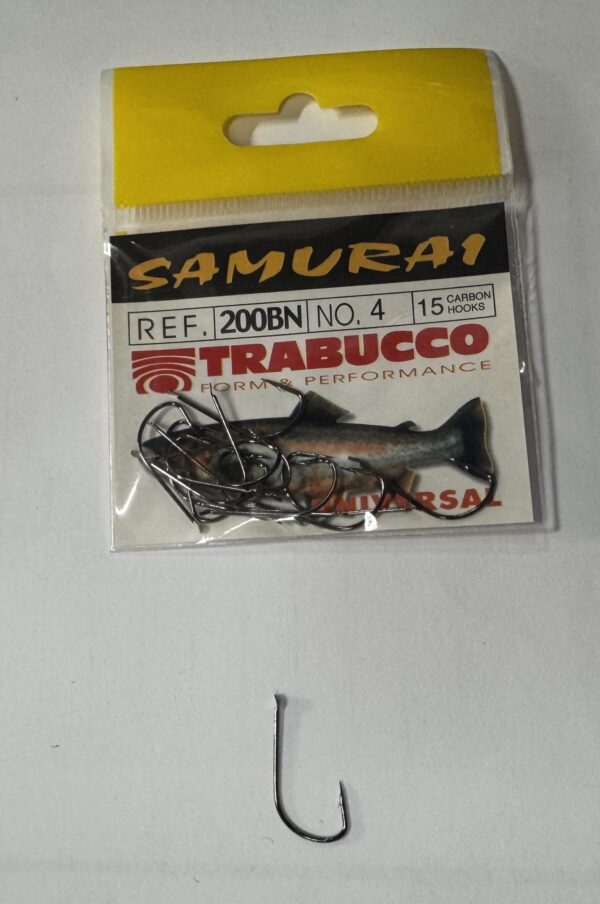 SAMURAI
REF. 200BN NO. 4 15 CARBON HOOKS
TRABUCCO
FORM & PERFORMANCE
UNIVERSAL